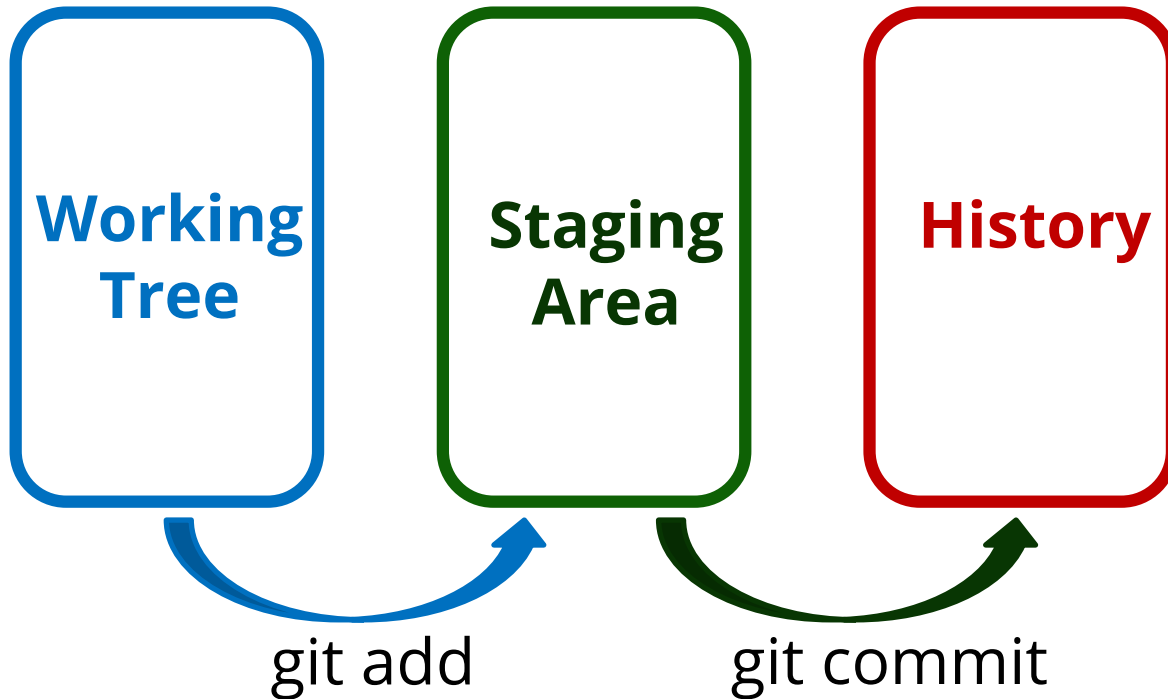 Working
Tree
Staging
Area
History
git add
git commit